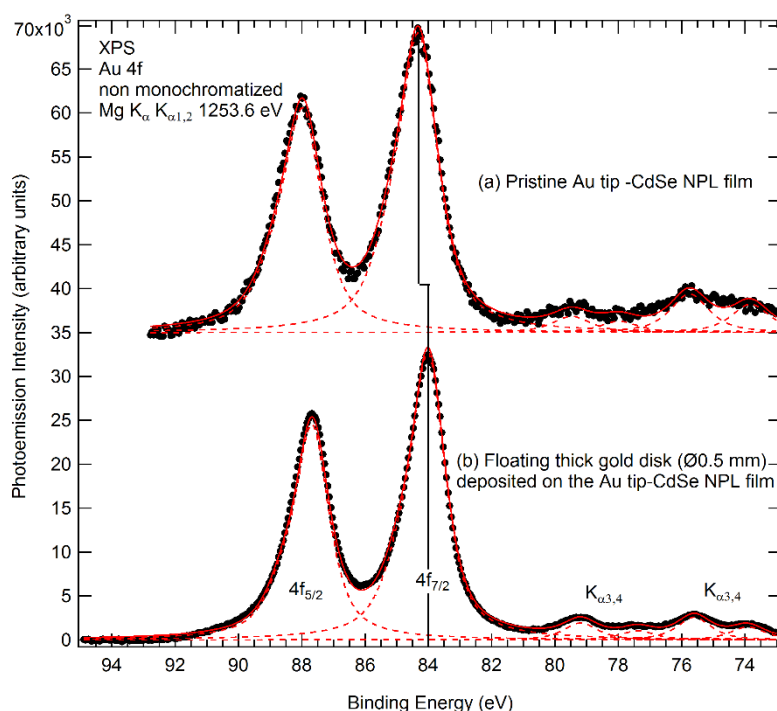 70x10³
65
60
55
50
45
40
35
30
25
20
15
10
5
0
Photoemission Intensity (arbitrary units)
XPS
Au 4f
non monochromatized
Mg Kα Kα1,2 1253.6 eV
(a) Pristine Au tip -CdSe NPL film
(b) Floating thick gold disk (Ø0.5 mm)
deposited on the Au tip-CdSe NPL film
4f5/2
4f7/2
Kα3,4
Kα3,4
94 92 90 88 86 84 82 80 78 76 74
Binding Energy (eV)